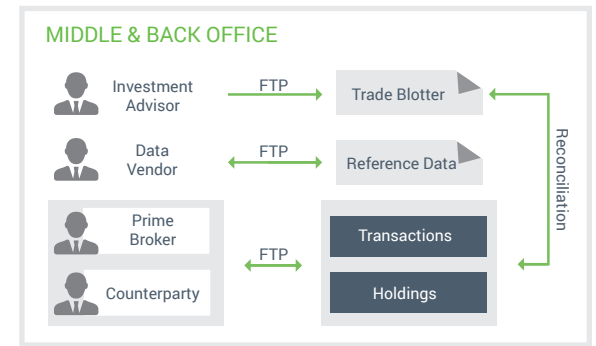 MIDDLE & BACK OFFICE
Investment
Advisor
FTP
Trade Blotter
Data
Vendor
FTP
Reference Data
Reconciliation
Prime
Broker
Counterparty
FTP
Transactions
Holdings